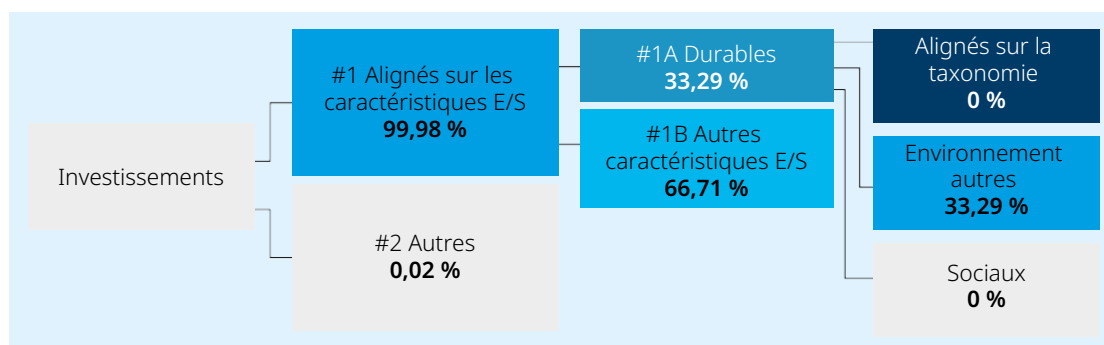 Investissements
#1 Alignés sur les
caractéristiques E/S
99,98 %
#2 Autres
0,02 %
#1A Durables
33,29 %
#1B Autres
caractéristiques E/S
66,71 %
Alignés sur la
taxonomie
0 %
Environnement
autres
33,29 %
Sociaux
0 %